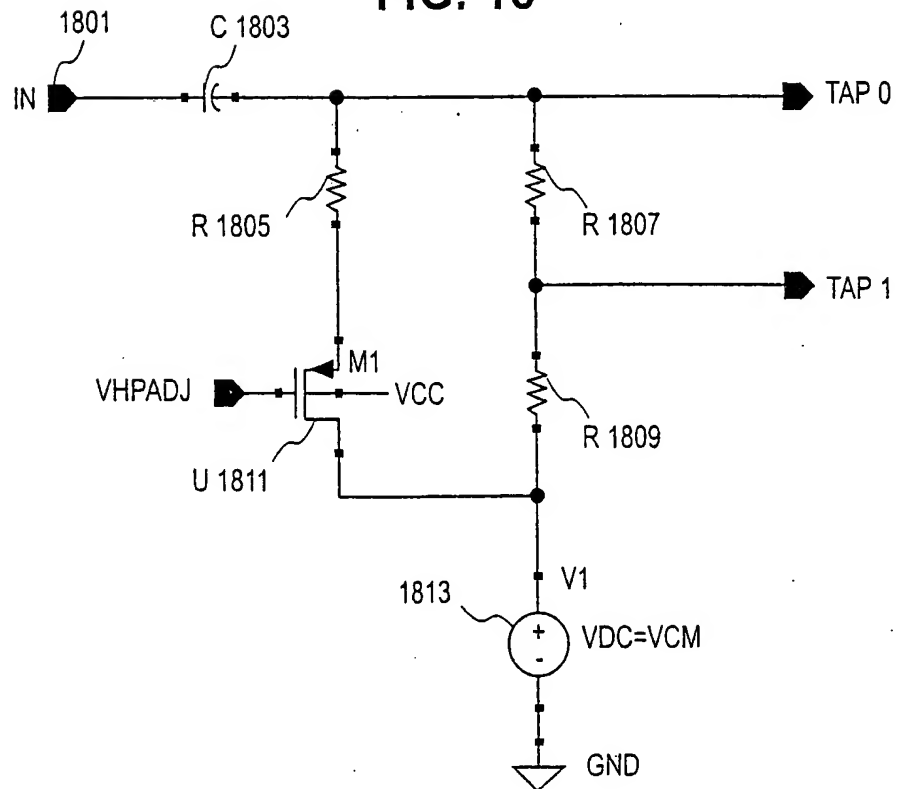 1801
C 1803
IN
TAP 0
R 1805
R 1807
TAP 1
M1
VHPADJ
VCC
R 1809
U 1811
V1
1813
+
VDC=VCM
-
GND